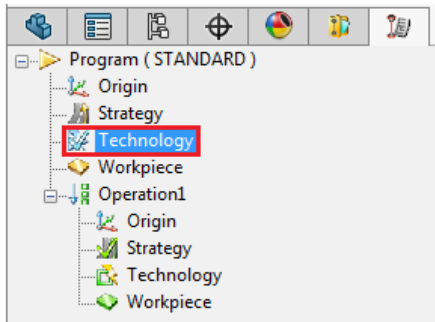 Program ( STANDARD )
Origin
Strategy
Technology
Workpiece
Operation1
Origin
Strategy
Technology
Workpiece